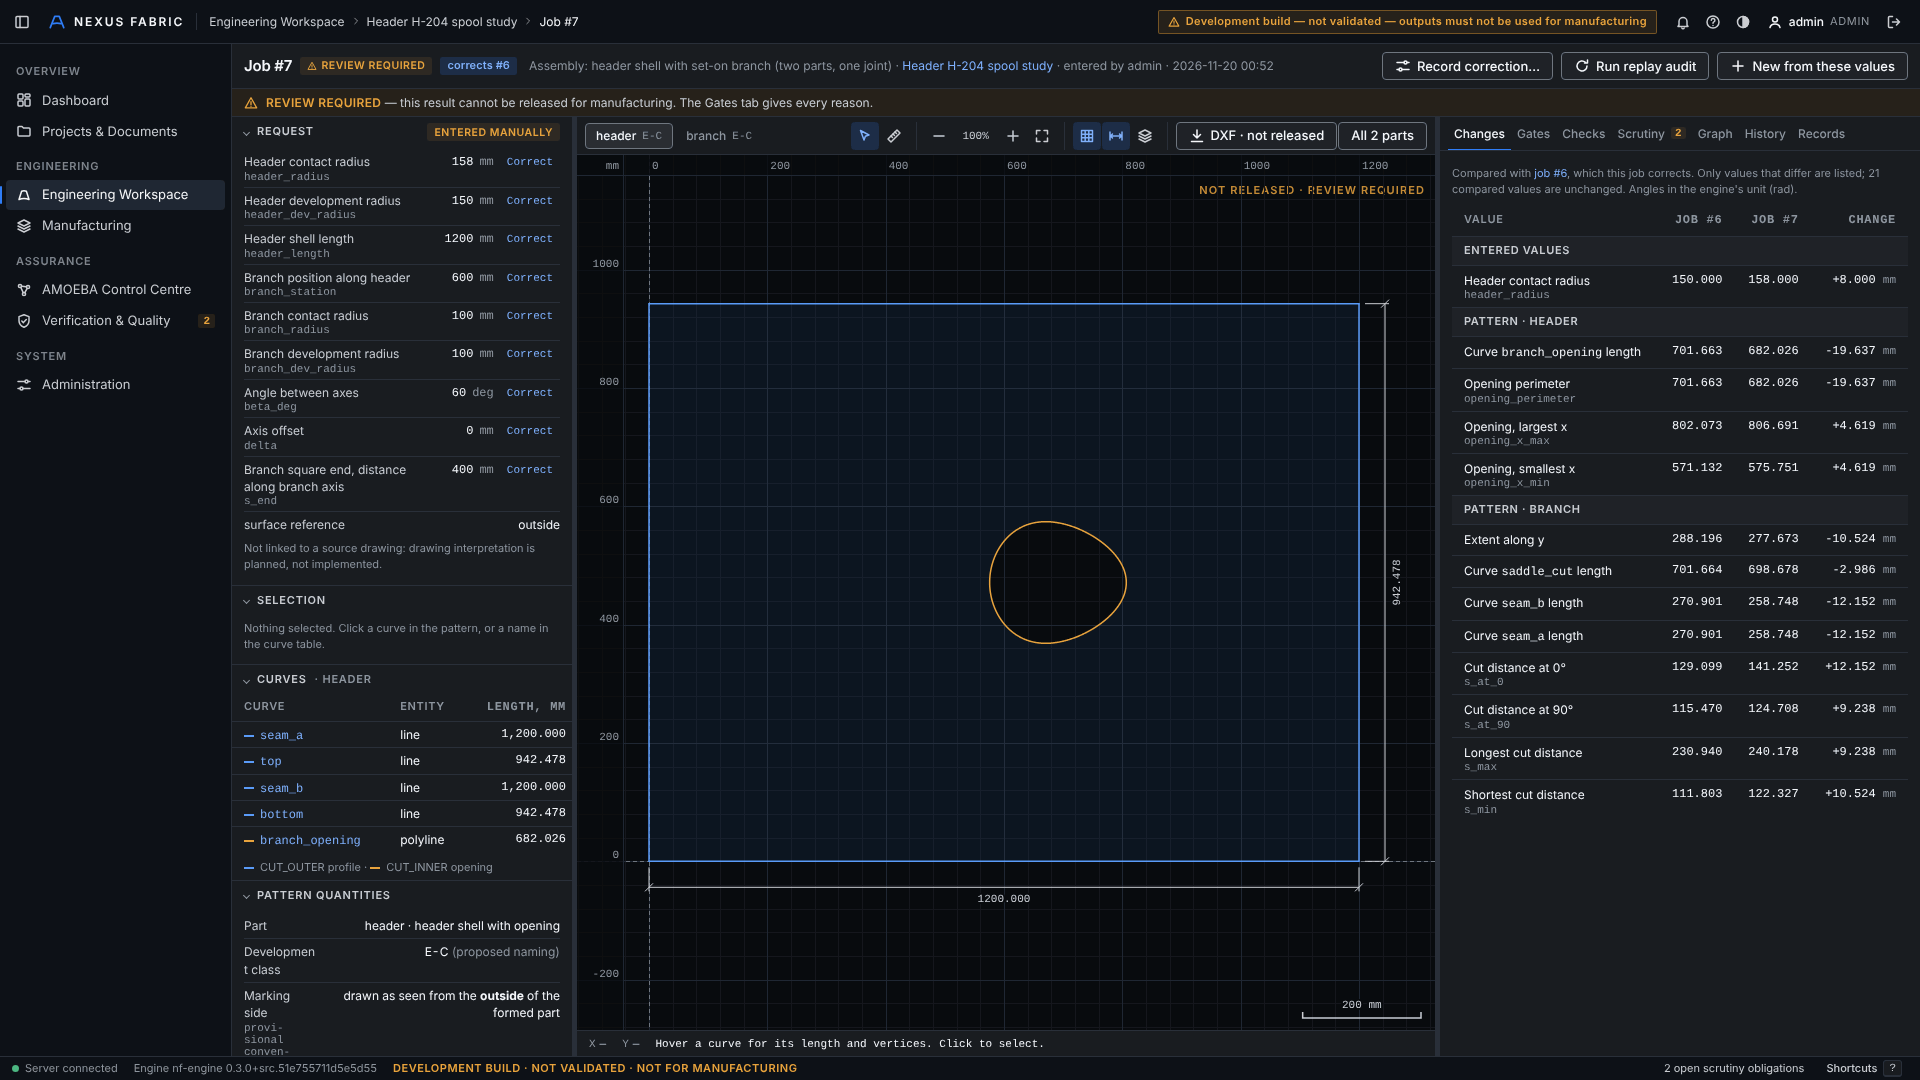 NEXUS FABRIC
Engineering Workspace › Header H-204 spool study › Job #7
Development build — not validated — outputs must not be used for manufacturing
admin ADMIN
OVERVIEW
Dashboard
Projects & Documents
ENGINEERING
Engineering Workspace
Manufacturing
ASSURANCE
AMOEBA Control Centre
Verification & Quality 2
SYSTEM
Administration
Job #7 REVIEW REQUIRED corrects #6 Assembly: header shell with set-on branch (two parts, one joint) · Header H-204 spool study · entered by admin · 2026-11-20 00:52
Record correction... Run replay audit New from these values
REVIEW REQUIRED — this result cannot be released for manufacturing. The Gates tab gives every reason.
REQUEST ENTERED MANUALLY
Header contact radius 158 mm Correct
header_radius
Header development radius 150 mm Correct
header_dev_radius
Header shell length 1200 mm Correct
header_length
Branch position along header 600 mm Correct
branch_station
Branch contact radius 100 mm Correct
branch_radius
Branch development radius 100 mm Correct
branch_dev_radius
Angle between axes 60 deg Correct
beta_deg
Axis offset 0 mm Correct
delta
Branch square end, distance 400 mm Correct
along branch axis
s_end
surface reference outside
Not linked to a source drawing: drawing interpretation is
planned, not implemented.
SELECTION
Nothing selected. Click a curve in the pattern, or a name in
the curve table.
CURVES · HEADER
CURVE ENTITY LENGTH, MM
seam_a line 1,200.000
top line 942.478
seam_b line 1,200.000
bottom line 942.478
branch_opening polyline 682.026
CUT_OUTER profile · CUT_INNER opening
PATTERN QUANTITIES
Part header · header shell with opening
Developmen E-C (proposed naming)
t class
Marking drawn as seen from the outside of the
side formed part
provi-
sional
conven-
header E-C branch E-C
100%
DXF · not released All 2 parts
mm 0 200 400 600 800 1000 1200
NOT RELEASED · REVIEW REQUIRED
1000
800
600
400
200
0
-200
942.478
1200.000
200 mm
X — Y — Hover a curve for its length and vertices. Click to select.
Changes Gates Checks Scrutiny 2 Graph History Records
Compared with job #6, which this job corrects. Only values that differ are listed; 21
compared values are unchanged. Angles in the engine's unit (rad).
VALUE JOB #6 JOB #7 CHANGE
ENTERED VALUES
Header contact radius 150.000 158.000 +8.000 mm
header_radius
PATTERN · HEADER
Curve branch_opening length 701.663 682.026 -19.637 mm
Opening perimeter 701.663 682.026 -19.637 mm
opening_perimeter
Opening, largest x 802.073 806.691 +4.619 mm
opening_x_max
Opening, smallest x 571.132 575.751 +4.619 mm
opening_x_min
PATTERN · BRANCH
Extent along y 288.196 277.673 -10.524 mm
Curve saddle_cut length 701.664 698.678 -2.986 mm
Curve seam_b length 270.901 258.748 -12.152 mm
Curve seam_a length 270.901 258.748 -12.152 mm
Cut distance at 0° 129.099 141.252 +12.152 mm
s_at_0
Cut distance at 90° 115.470 124.708 +9.238 mm
s_at_90
Longest cut distance 230.940 240.178 +9.238 mm
s_max
Shortest cut distance 111.803 122.327 +10.524 mm
s_min
Server connected Engine nf-engine 0.3.0+src.51e755711d5e5d55 DEVELOPMENT BUILD · NOT VALIDATED · NOT FOR MANUFACTURING
2 open scrutiny obligations Shortcuts ?